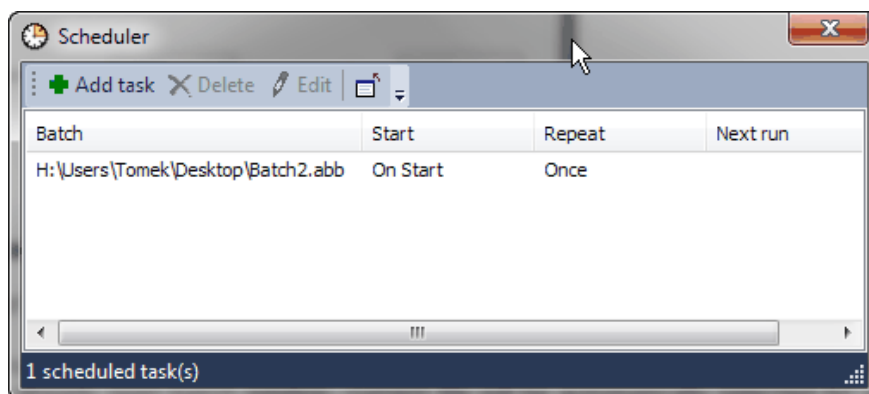 Scheduler
Add task Delete Edit
Batch Start Repeat Next run
H:\Users\Tomek\Desktop\Batch2.abb On Start Once
1 scheduled task(s)